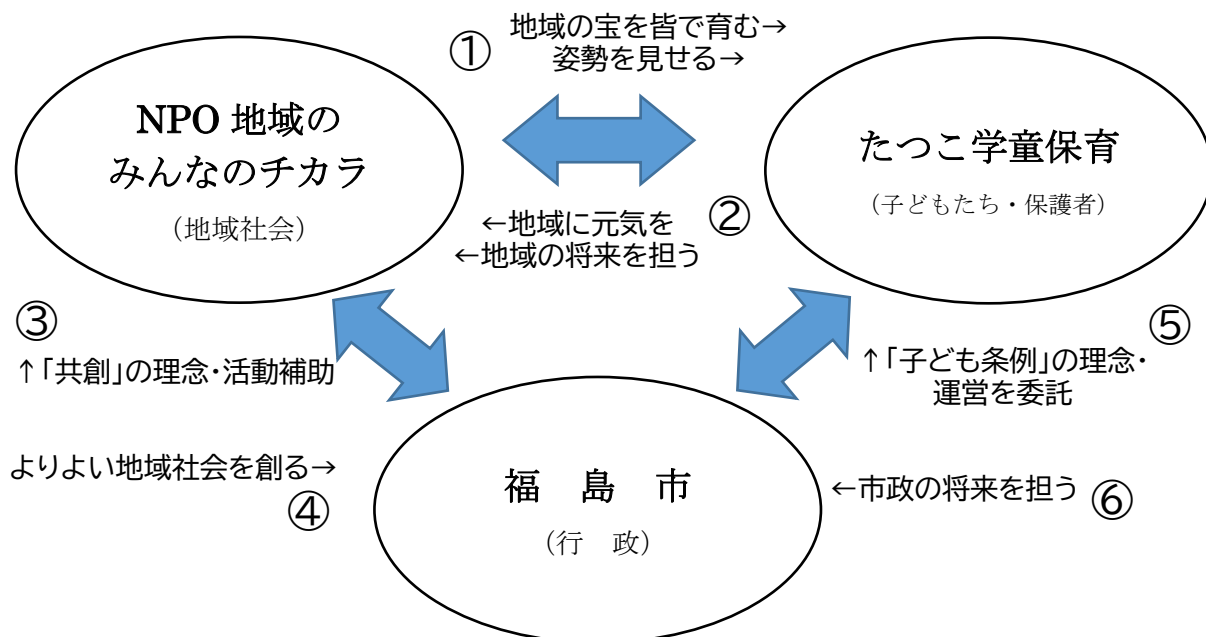 ① 地域の宝を皆で育む→
姿勢を見せる→
NPO 地域の
みんなのチカラ
（地域社会）
たつこ学童保育
（子どもたち・保護者）
②
←地域に元気を
←地域の将来を担う
③
↑「共創」の理念・活動補助
⑤
↑「子ども条例」の理念・
運営を委託
よりよい地域社会を創る→
④
福　島　市
（行　政）
←市政の将来を担う ⑥